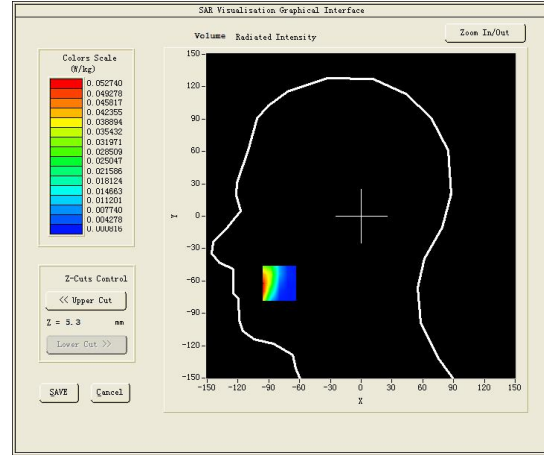 SAR Visualisation Graphical Interface
Volume Radiated Intensity
Zoom In/Out
Colors Scale
(W/kg)
0.052740
0.049278
0.045817
0.042355
0.038894
0.035432
0.031971
0.028509
0.025047
0.021586
0.018124
0.014663
0.011201
0.007740
0.004278
0.000816
Z-Cuts Control
<< Upper Cut
Z = 5.3 mm
Lower Cut >>
SAVE Cancel
150
120
90
60
30
0
-30
-60
-90
-120
-150
Y
-150 -120 -90 -60 -30 0 30 60 90 120 150
X